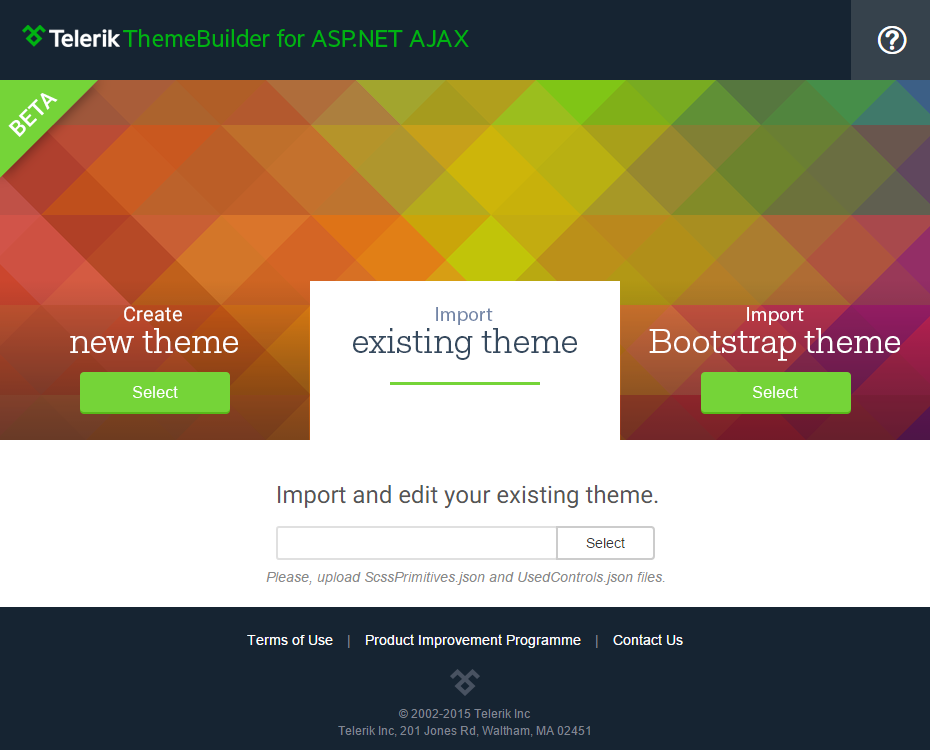 Telerik ThemeBuilder for ASP.NET AJAX
BETA
Create
new theme
Select
Import
existing theme
Import
Bootstrap theme
Select
Import and edit your existing theme.
Select
Please, upload ScssPrimitives.json and UsedControls.json files.
Terms of Use | Product Improvement Programme | Contact Us
© 2002-2015 Telerik Inc
Telerik Inc, 201 Jones Rd, Waltham, MA 02451